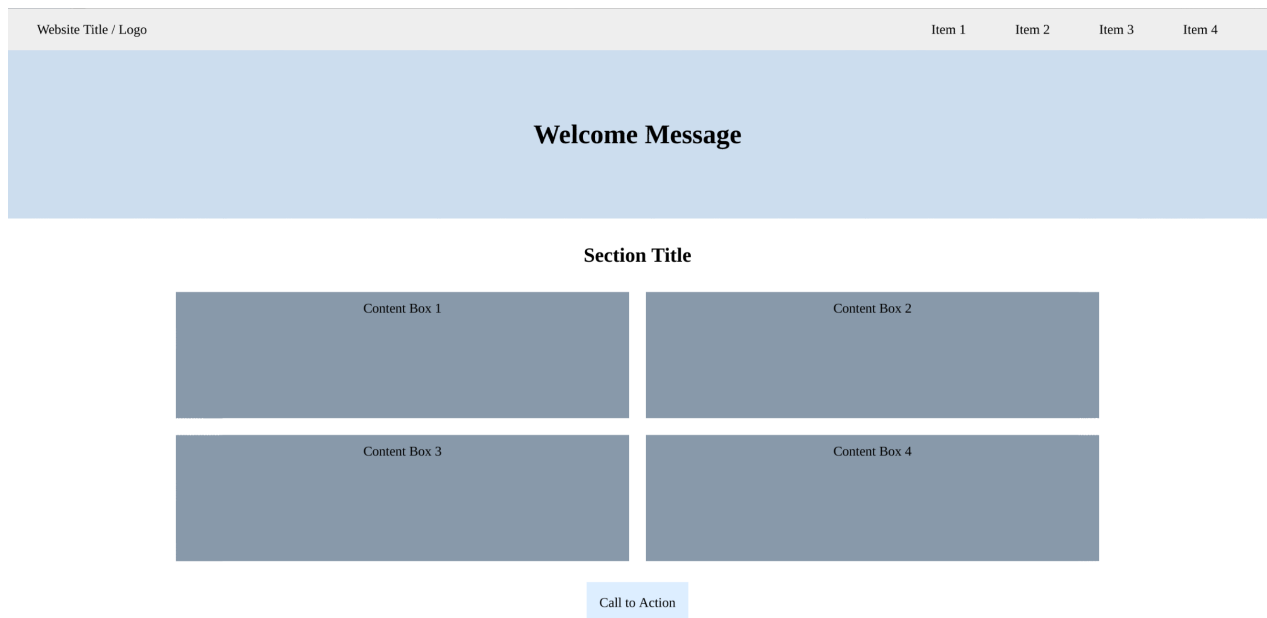 Website Title / Logo
Item 1 Item 2 Item 3 Item 4
Welcome Message
Section Title
Content Box 1
Content Box 2
Content Box 3
Content Box 4
Call to Action